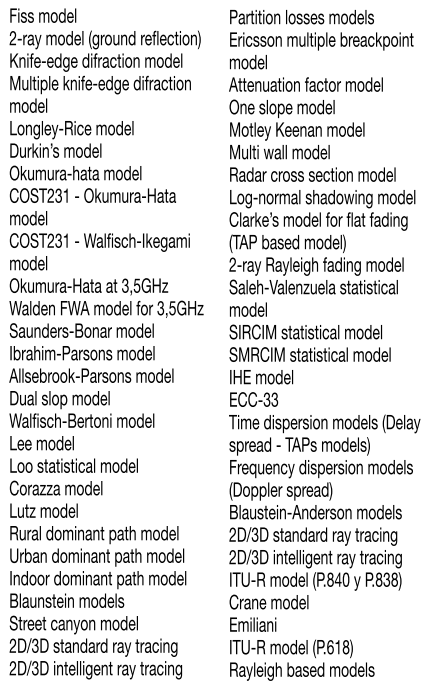 Fiss model
2-ray model (ground reflection)
Knife-edge difraction model
Multiple knife-edge difraction
model
Longley-Rice model
Durkin's model
Okumura-hata model
COST231 - Okumura-Hata
model
COST231 - Walfisch-Ikegami
model
Okumura-Hata at 3,5GHz
Walden FWA model for 3,5GHz
Saunders-Bonar model
Ibrahim-Parsons model
Allsebrook-Parsons model
Dual slop model
Walfisch-Bertoni model
Lee model
Loo statistical model
Corazza model
Lutz model
Rural dominant path model
Urban dominant path model
Indoor dominant path model
Blaunstein models
Street canyon model
2D/3D standard ray tracing
2D/3D intelligent ray tracing
Partition losses models
Ericsson multiple breackpoint
model
Attenuation factor model
One slope model
Motley Keenan model
Multi wall model
Radar cross section model
Log-normal shadowing model
Clarke's model for flat fading
(TAP based model)
2-ray Rayleigh fading model
Saleh-Valenzuela statistical
model
SIRCIM statistical model
SMRCIM statistical model
IHE model
ECC-33
Time dispersion models (Delay
spread - TAPs models)
Frequency dispersion models
(Doppler spread)
Blaustein-Anderson models
2D/3D standard ray tracing
2D/3D intelligent ray tracing
ITU-R model (P.840 y P.838)
Crane model
Emiliani
ITU-R model (P.618)
Rayleigh based models